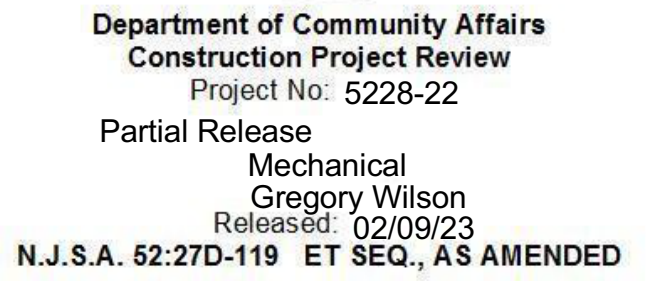 Department of Community Affairs
Construction Project Review
Project No: 5228-22
Partial Release
Mechanical
Gregory Wilson
Released: 02/09/23
N.J.S.A. 52:27D-119 ET SEQ., AS AMENDED